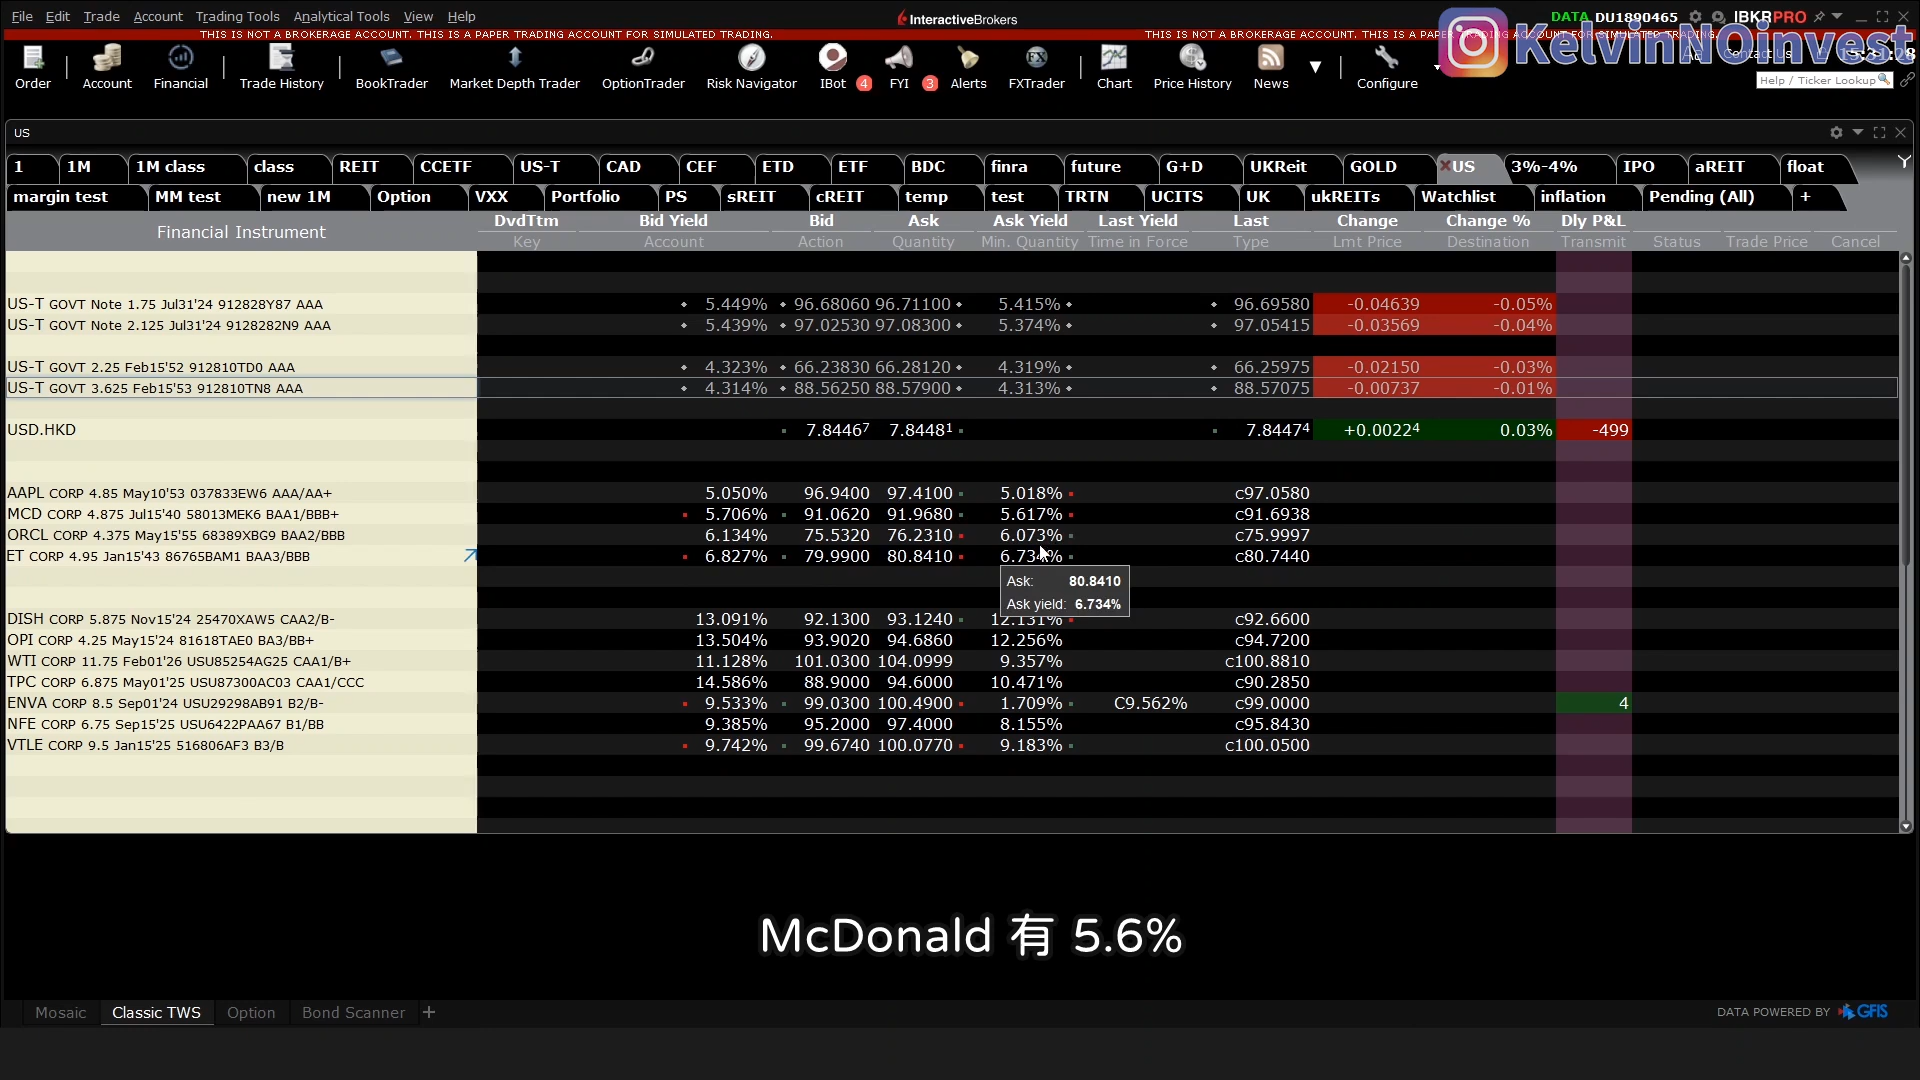 File Edit Trade Account Trading Tools Analytical Tools View Help
InteractiveBrokers
DATA DU1890465 IBKRPRO
THIS IS NOT A BROKERAGE ACCOUNT. THIS IS A PAPER TRADING ACCOUNT FOR SIMULATED TRADING.
THIS IS NOT A BROKERAGE ACCOUNT. THIS IS A PAPER TRADING ACCOUNT FOR SIMULATED TRADING.
KelvinNOinvest
Order Account Financial Trade History BookTrader Market Depth Trader OptionTrader Risk Navigator IBot 4 FYI 3 Alerts FXTrader Chart Price History News Configure
Help / Ticker Lookup
US
1 1M 1M class class REIT CCETF US-T CAD CEF ETD ETF BDC finra future G+D UKReit GOLD US 3%-4% IPO aREIT float
margin test MM test new 1M Option VXX Portfolio PS sREIT cREIT temp test TRTN UCITS UK ukREITs Watchlist inflation Pending (All) +
Financial Instrument DvdTtm Bid Yield Bid Ask Ask Yield Last Yield Last Change Change % Dly P&L
Key Account Action Quantity Min. Quantity Time in Force Type Lmt Price Destination Transmit Status Trade Price Cancel
US-T GOVT Note 1.75 Jul31'24 912828Y87 AAA 5.449% 96.68060 96.71100 5.415% 96.69580 -0.04639 -0.05%
US-T GOVT Note 2.125 Jul31'24 9128282N9 AAA 5.439% 97.02530 97.08300 5.374% 97.05415 -0.03569 -0.04%
US-T GOVT 2.25 Feb15'52 912810TD0 AAA 4.323% 66.23830 66.28120 4.319% 66.25975 -0.02150 -0.03%
US-T GOVT 3.625 Feb15'53 912810TN8 AAA 4.314% 88.56250 88.57900 4.313% 88.57075 -0.00737 -0.01%
USD.HKD 7.8446⁷ 7.8448¹ 7.8447⁴ +0.0022⁴ 0.03% -499
AAPL CORP 4.85 May10'53 037833EW6 AAA/AA+ 5.050% 96.9400 97.4100 5.018% c97.0580
MCD CORP 4.875 Jul15'40 58013MEK6 BAA1/BBB+ 5.706% 91.0620 91.9680 5.617% c91.6938
ORCL CORP 4.375 May15'55 68389XBG9 BAA2/BBB 6.134% 75.5320 76.2310 6.073% c75.9997
ET CORP 4.95 Jan15'43 86765BAM1 BAA3/BBB 6.827% 79.9900 80.8410 6.734% c80.7440
Ask: 80.8410
Ask yield: 6.734%
DISH CORP 5.875 Nov15'24 25470XAW5 CAA2/B- 13.091% 92.1300 93.1240 12.131% c92.6600
OPI CORP 4.25 May15'24 81618TAE0 BA3/BB+ 13.504% 93.9020 94.6860 12.256% c94.7200
WTI CORP 11.75 Feb01'26 USU85254AG25 CAA1/B+ 11.128% 101.0300 104.0999 9.357% c100.8810
TPC CORP 6.875 May01'25 USU87300AC03 CAA1/CCC 14.586% 88.9000 94.6000 10.471% c90.2850
ENVA CORP 8.5 Sep01'24 USU29298AB91 B2/B- 9.533% 99.0300 100.4900 1.709% C9.562% c99.0000 4
NFE CORP 6.75 Sep15'25 USU6422PAA67 B1/BB 9.385% 95.2000 97.4000 8.155% c95.8430
VTLE CORP 9.5 Jan15'25 516806AF3 B3/B 9.742% 99.6740 100.0770 9.183% c100.0500
McDonald 有 5.6%
Mosaic Classic TWS Option Bond Scanner +
DATA POWERED BY GFIS